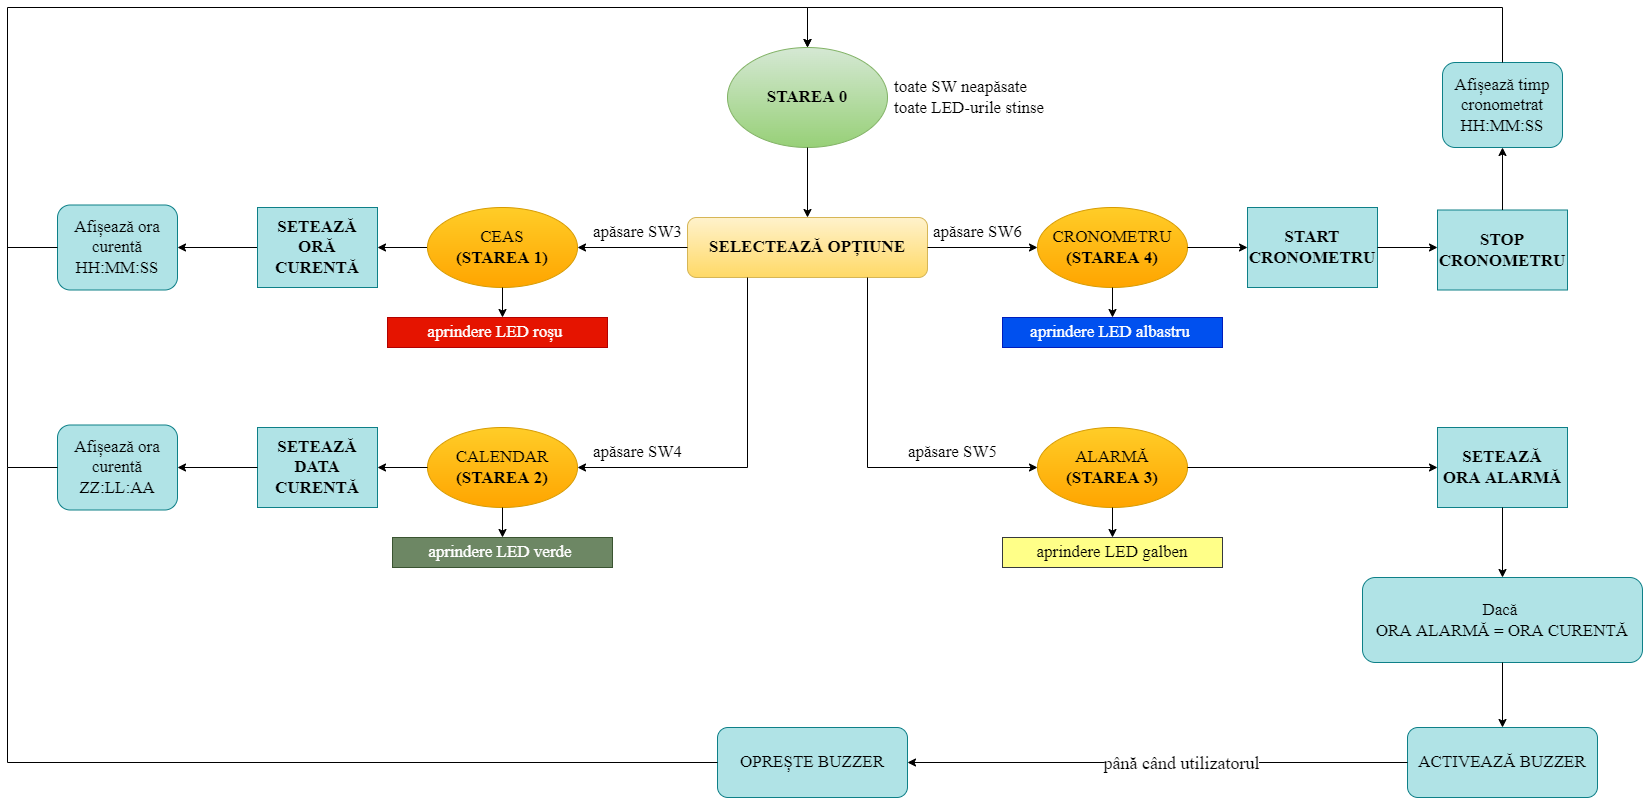 STAREA 0
toate SW neapăsate
toate LED-urile stinse
Afișează timp
cronometrat
HH:MM:SS
Afișează ora
curentă
HH:MM:SS
SETEAZĂ
ORĂ
CURENTĂ
CEAS
(STAREA 1)
apăsare SW3
SELECTEAZĂ OPȚIUNE
apăsare SW6
CRONOMETRU
(STAREA 4)
START
CRONOMETRU
STOP
CRONOMETRU
aprindere LED roșu
aprindere LED albastru
Afișează ora
curentă
ZZ:LL:AA
SETEAZĂ
DATA
CURENTĂ
CALENDAR
(STAREA 2)
apăsare SW4
apăsare SW5
ALARMĂ
(STAREA 3)
SETEAZĂ
ORA ALARMĂ
aprindere LED verde
aprindere LED galben
Dacă
ORA ALARMĂ = ORA CURENTĂ
OPREȘTE BUZZER
până când utilizatorul
ACTIVEAZĂ BUZZER